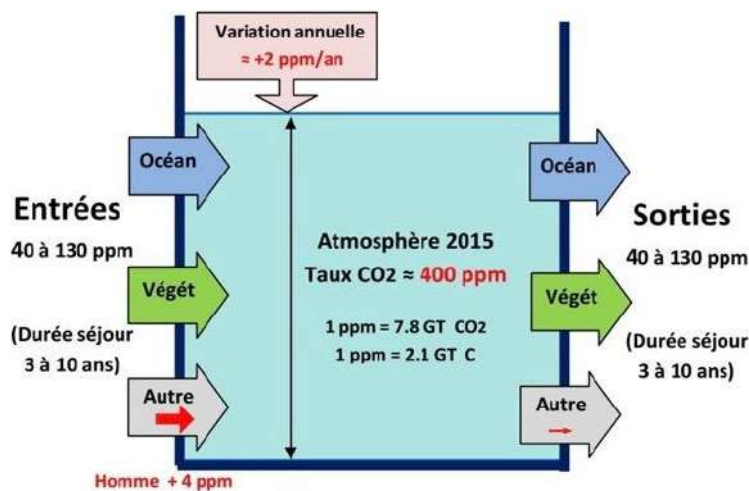 Variation annuelle
≈ +2 ppm/an
Océan
Entrées
40 à 130 ppm
Végét
(Durée séjour
3 à 10 ans)
Autre
Homme + 4 ppm
Atmosphère 2015
Taux CO2 ≈ 400 ppm
1 ppm = 7.8 GT CO2
1 ppm = 2.1 GT C
Océan
Sorties
40 à 130 ppm
Végét
(Durée séjour
3 à 10 ans)
Autre